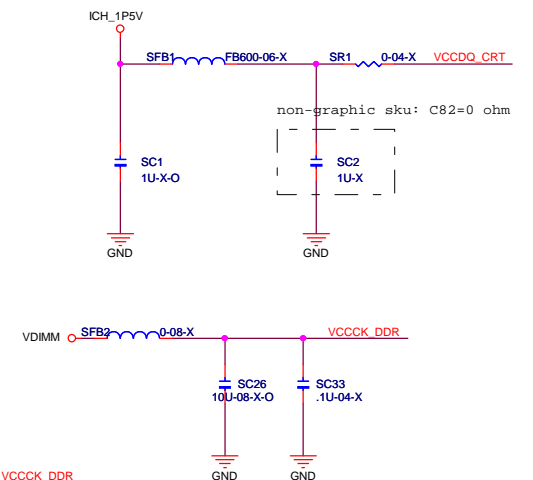 ICH_1P5V
SFB1 FB600-06-X SR1 0-04-X VCCDQ_CRT
non-graphic sku: C82=0 ohm
SC1 SC2
1U-X-O 1U-X
GND GND
VDIMM SFB2 0-08-X VCCCK_DDR
SC26 SC33
10U-08-X-O .1U-04-X
VCCCK_DDR GND GND